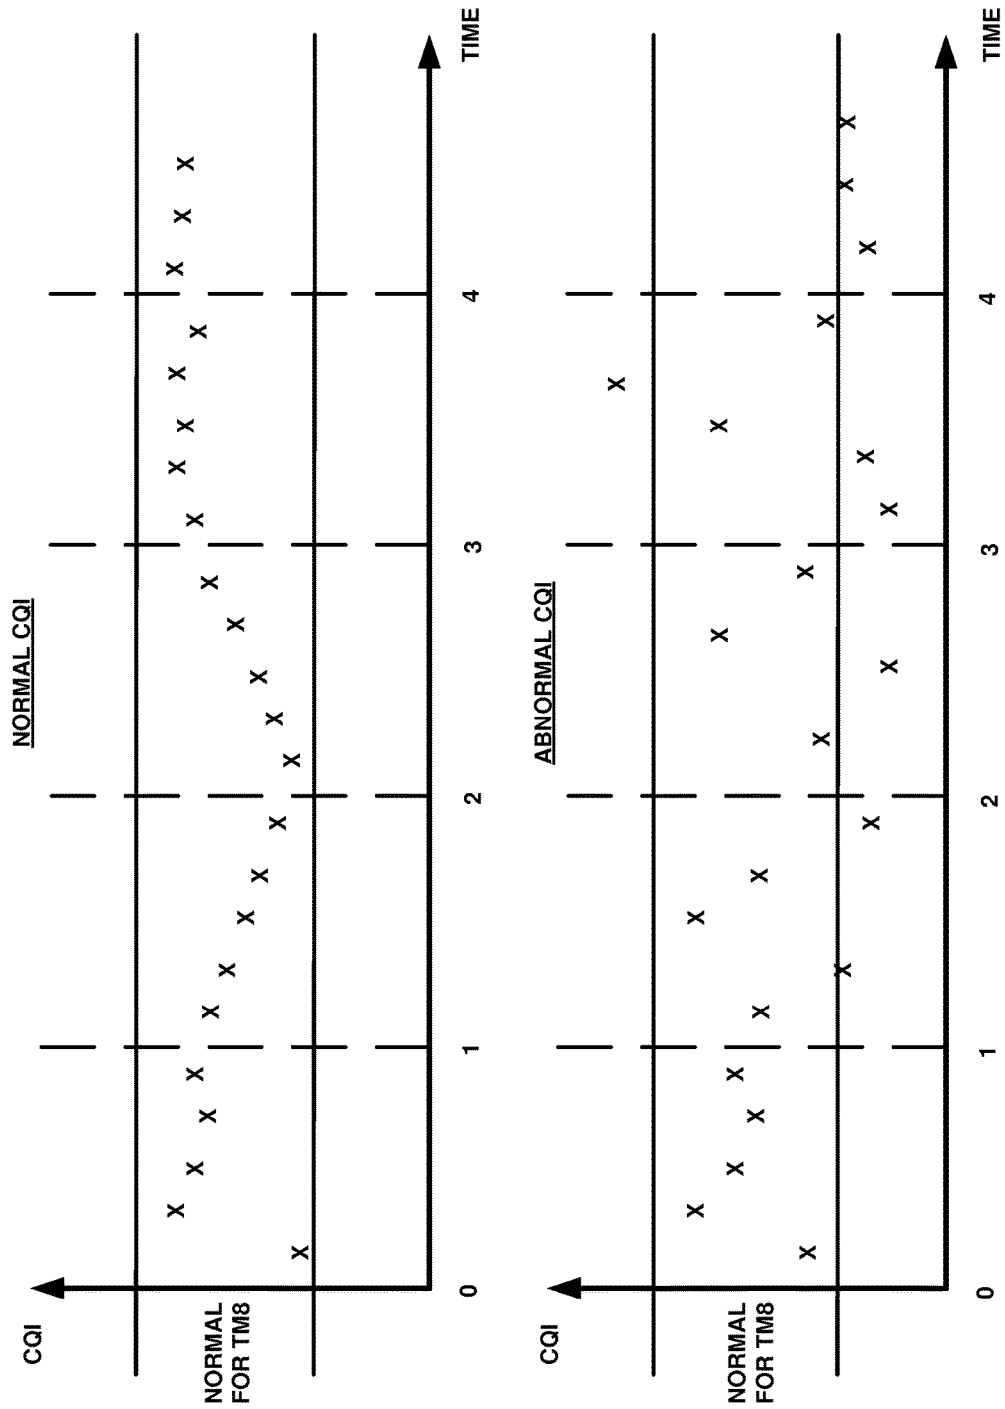 NORMAL CQI
CQI
NORMAL
FOR TM8
X X X X X X X X X X X X X X X X X X X X X X X
0 1 2 3 4 TIME
ABNORMAL CQI
CQI
NORMAL
FOR TM8
X X X X X X X X X X X X X X X X X X X X
0 1 2 3 4 TIME